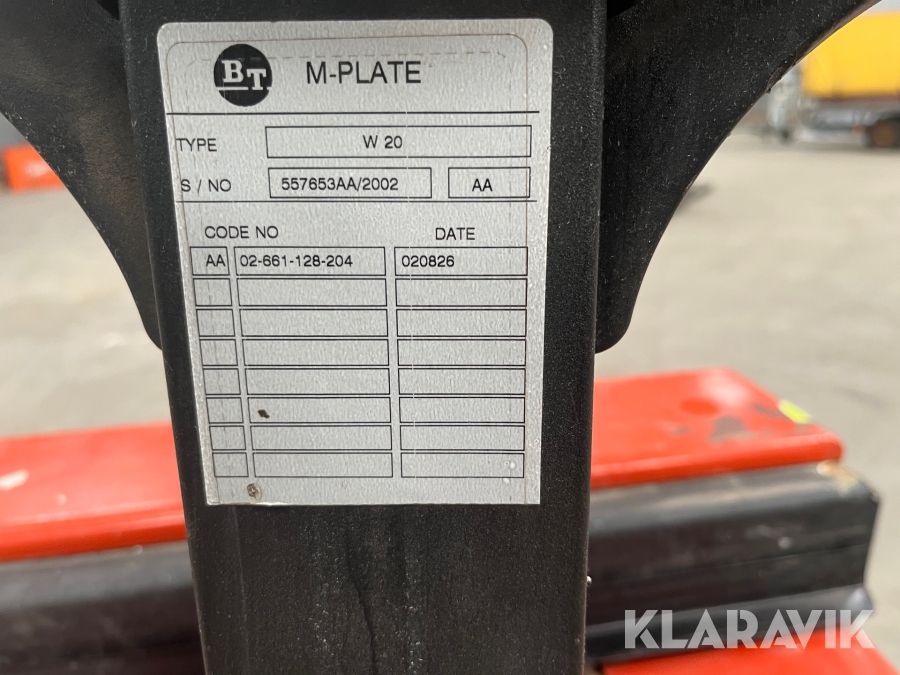 BT M-PLATE
TYPE W 20
S / NO 557653AA/2002 AA
CODE NO DATE
AA 02-661-128-204 020826
KLARAVIK